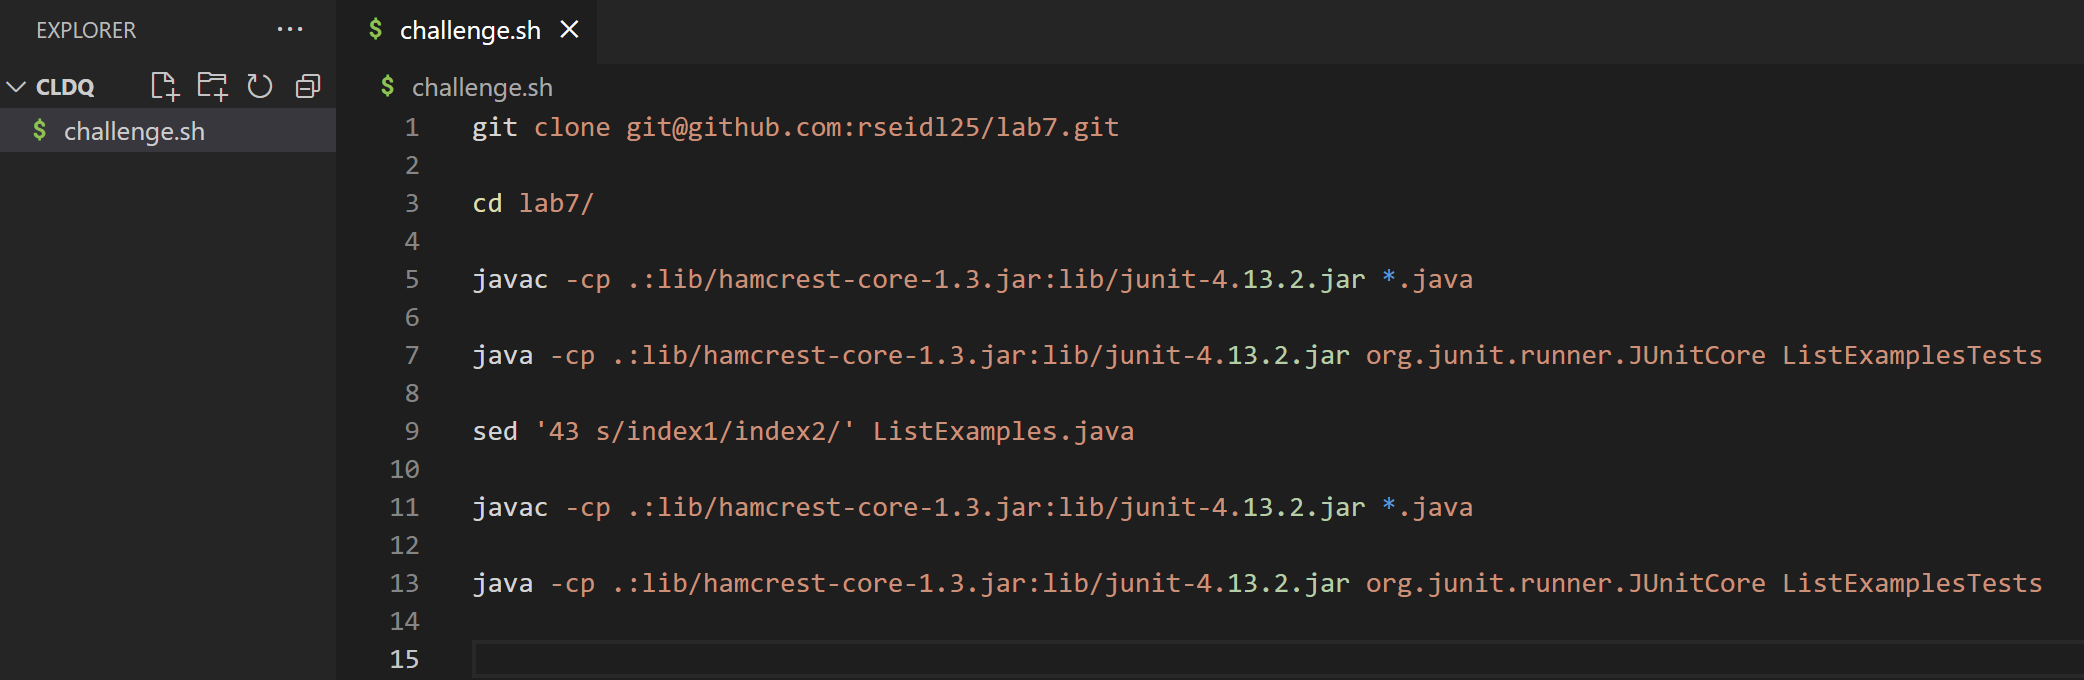 EXPLORER ...
CLDQ
$ challenge.sh
$ challenge.sh ×
$ challenge.sh
1 git clone git@github.com:rseidl25/lab7.git
2
3 cd lab7/
4
5 javac -cp .:lib/hamcrest-core-1.3.jar:lib/junit-4.13.2.jar *.java
6
7 java -cp .:lib/hamcrest-core-1.3.jar:lib/junit-4.13.2.jar org.junit.runner.JUnitCore ListExamplesTests
8
9 sed '43 s/index1/index2/' ListExamples.java
10
11 javac -cp .:lib/hamcrest-core-1.3.jar:lib/junit-4.13.2.jar *.java
12
13 java -cp .:lib/hamcrest-core-1.3.jar:lib/junit-4.13.2.jar org.junit.runner.JUnitCore ListExamplesTests
14
15